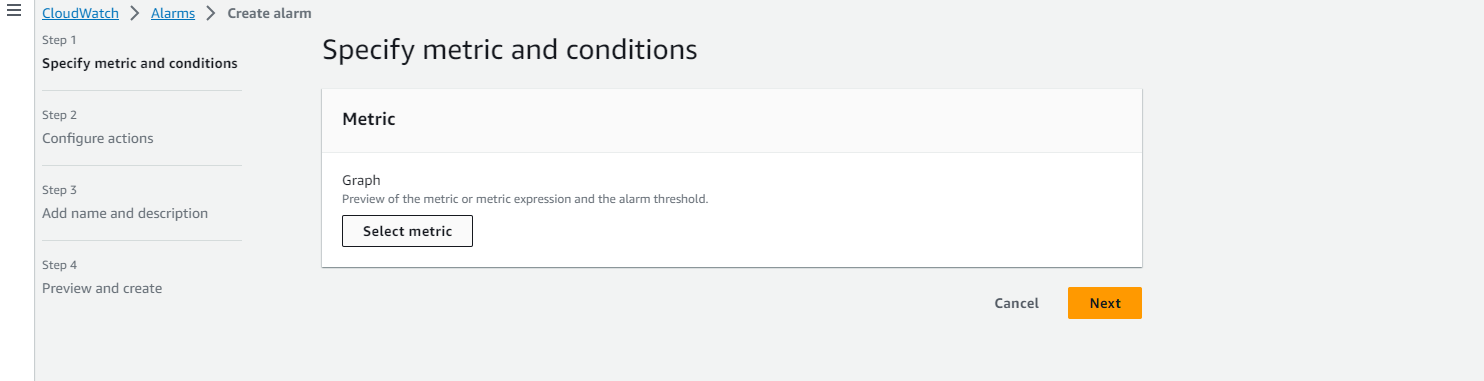 CloudWatch > Alarms > Create alarm
Step 1
Specify metric and conditions
Step 2
Configure actions
Step 3
Add name and description
Step 4
Preview and create
Specify metric and conditions
Metric
Graph
Preview of the metric or metric expression and the alarm threshold.
Select metric
Cancel Next